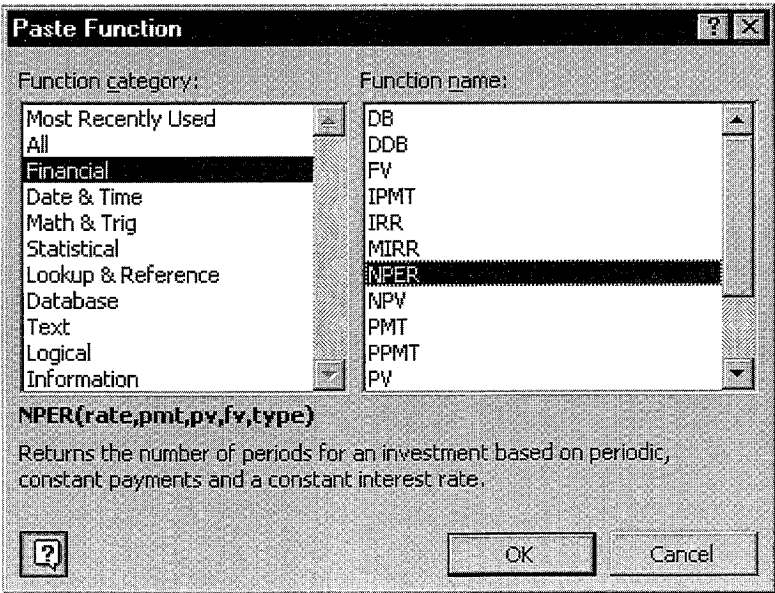 Paste Function
Function category:
Function name:
Most Recently Used
All
Financial
Date & Time
Math & Trig
Statistical
Lookup & Reference
Database
Text
Logical
Information
DB
DDB
FV
IPMT
IRR
MIRR
NPER
NPV
PMT
PPMT
PV
NPER(rate,pmt,pv,fv,type)
Returns the number of periods for an investment based on periodic,
constant payments and a constant interest rate.
OK
Cancel